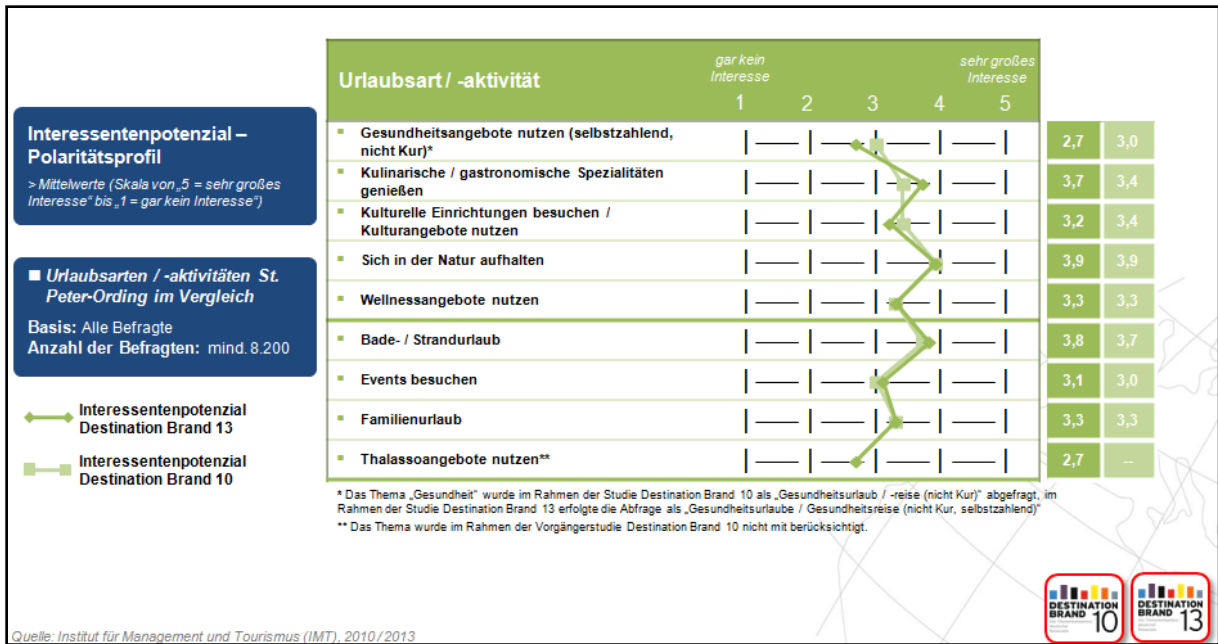 Urlaubsart / -aktivität
gar kein
Interesse
sehr großes
Interesse
1 2 3 4 5
Interessentenpotenzial –
Polaritätsprofil
> Mittelwerte (Skala von „5 = sehr großes
Interesse“ bis „1 = gar kein Interesse“)
■ Urlaubsarten / -aktivitäten St.
Peter-Ording im Vergleich
Basis: Alle Befragte
Anzahl der Befragten: mind. 8.200
Interessentenpotenzial
Destination Brand 13
Interessentenpotenzial
Destination Brand 10
Gesundheitsangebote nutzen (selbstzahlend,
nicht Kur)*
2,7 3,0
Kulinarische / gastronomische Spezialitäten
genießen
3,7 3,4
Kulturelle Einrichtungen besuchen /
Kulturangebote nutzen
3,2 3,4
Sich in der Natur aufhalten
3,9 3,9
Wellnessangebote nutzen
3,3 3,3
Bade- / Strandurlaub
3,8 3,7
Events besuchen
3,1 3,0
Familienurlaub
3,3 3,3
Thalassoangebote nutzen**
2,7 --
* Das Thema „Gesundheit“ wurde im Rahmen der Studie Destination Brand 10 als „Gesundheitsurlaub / -reise (nicht Kur)“ abgefragt, im
Rahmen der Studie Destination Brand 13 erfolgte die Abfrage als „Gesundheitsurlaube / Gesundheitsreise (nicht Kur, selbstzahlend)“
** Das Thema wurde im Rahmen der Vorgängerstudie Destination Brand 10 nicht mit berücksichtigt.
DESTINATION
BRAND 10
DESTINATION
BRAND 13
Quelle: Institut für Management und Tourismus (IMT), 2010/2013